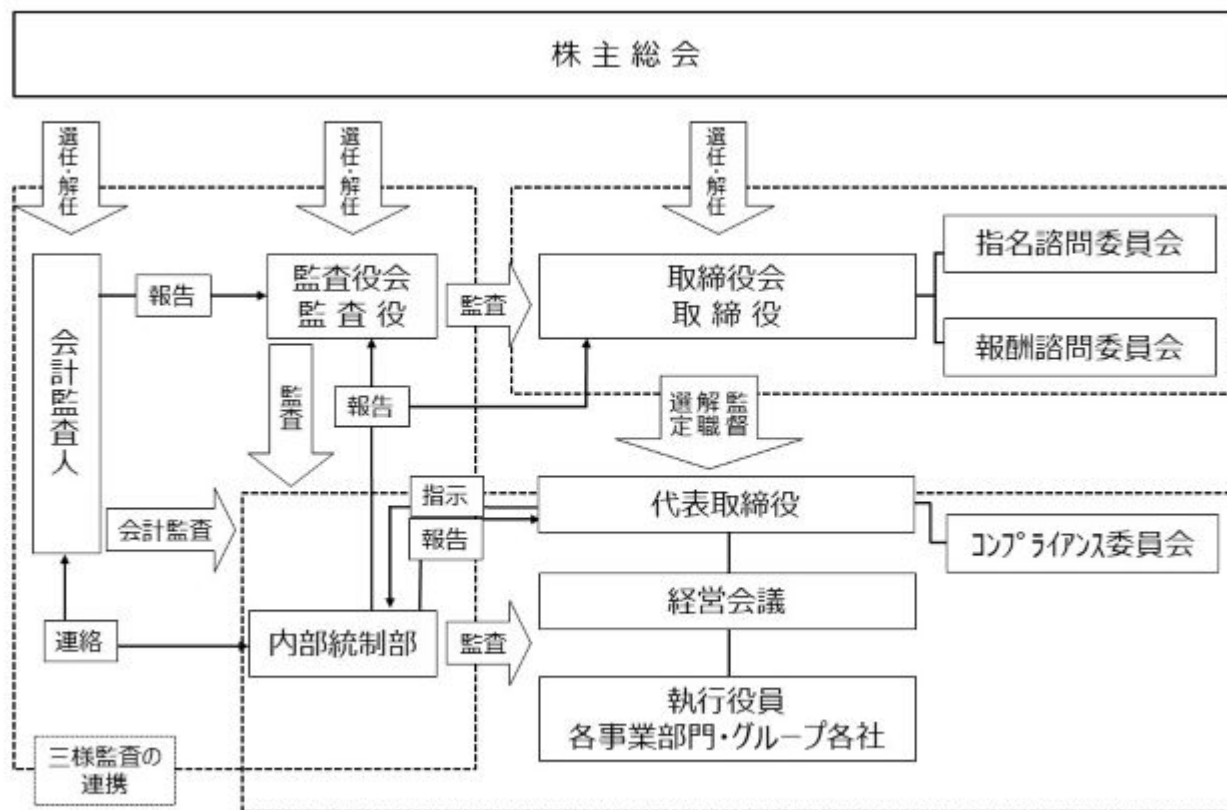 株主総会
選任・解任
選任・解任
選任・解任
会計監査人
報告
監査役会
監査役
監査
取締役会
取締役
指名諮問委員会
報酬諮問委員会
監査
報告
選定
解職
監督
会計監査
指示
報告
代表取締役
コンプライアンス委員会
経営会議
連絡
内部統制部
監査
執行役員
各事業部門・グループ各社
三様監査の
連携